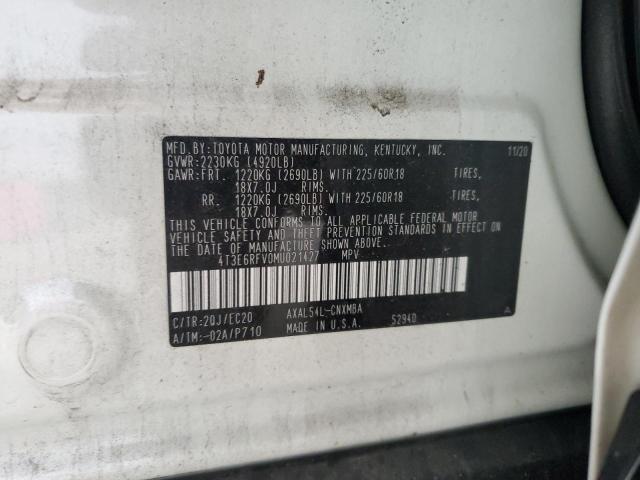 MFD. BY: TOYOTA MOTOR MANUFACTURING, KENTUCKY, INC. 11/20
GVWR: 2230KG (4920LB)
GAWR: FRT. 1220KG (2690LB) WITH 225/60R18 TIRES,
18X7.0J RIMS.
RR. 1220KG (2690LB) WITH 225/60R18 TIRES,
18X7.0J RIMS.
THIS VEHICLE CONFORMS TO ALL APPLICABLE FEDERAL MOTOR
VEHICLE SAFETY AND THEFT PREVENTION STANDARDS IN EFFECT
ON THE DATE OF MANUFACTURE SHOWN ABOVE.
4T3E6RFV0MU021427 MPV
C/TR: 20J/EC20 AXAL54L-CNXMBA
A/TM: -02A/P710 MADE IN U.S.A. 52940